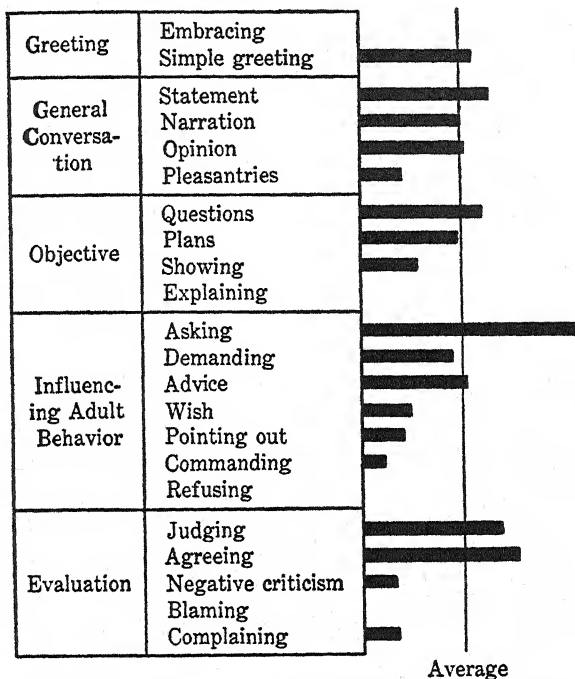 Greeting
Embracing
Simple greeting
General
Conversa-
tion
Statement
Narration
Opinion
Pleasantries
Objective
Questions
Plans
Showing
Explaining
Influenc-
ing Adult
Behavior
Asking
Demanding
Advice
Wish
Pointing out
Commanding
Refusing
Evaluation
Judging
Agreeing
Negative criticism
Blaming
Complaining
Average